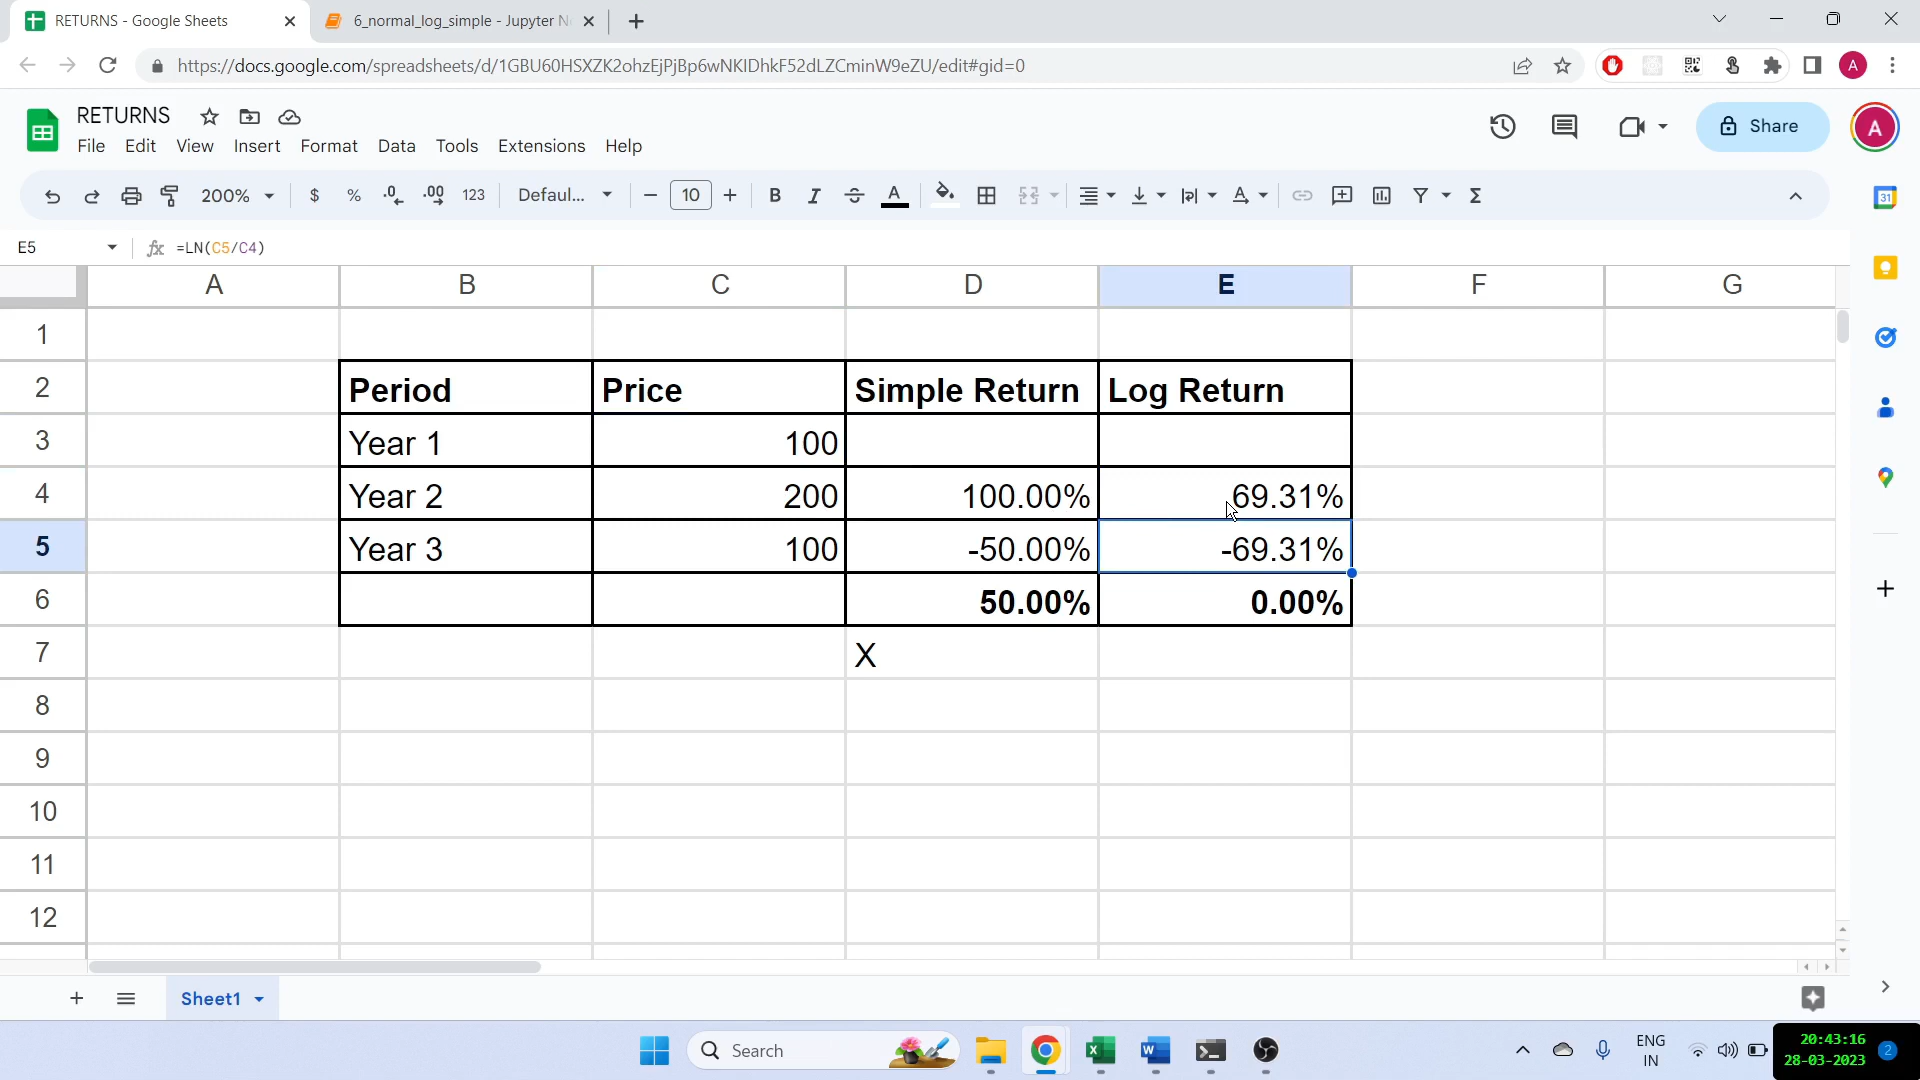 RETURNS - Google Sheets
6_normal_log_simple - Jupyter N
https://docs.google.com/spreadsheets/d/1GBU60HSXZK2ohzEjPjBp6wNKIDhkF52dLZCminW9eZU/edit#gid=0
A
RETURNS
File Edit View Insert Format Data Tools Extensions Help
Share
A
200% $ % .0 .00 123 Defaul... 10 B I S A
31
E5 fx =LN(C5/C4)
A B C D E F G
1
2 Period Price Simple Return Log Return
3 Year 1 100
4 Year 2 200 100.00% 69.31%
5 Year 3 100 -50.00% -69.31%
6 50.00% 0.00%
7 X
8
9
10
11
12
Sheet1
Search
ENG
IN
20:43:16
28-03-2023
2